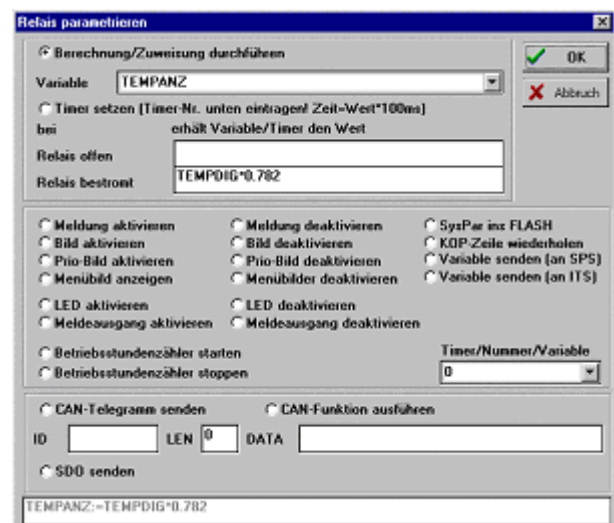 Relais parametrieren
Berechnung/Zuweisung durchführen
OK
Variable TEMPANZ
Abbruch
Timer setzen (Timer-Nr. unten eintragen! Zeit=Wert*100ms)
bei erhält Variable/Timer den Wert
Relais offen
Relais bestromt TEMPDIG*0.782
Meldung aktivieren Meldung deaktivieren SysPar ins FLASH
Bild aktivieren Bild deaktivieren KOP-Zeile wiederholen
Prio-Bild aktivieren Prio-Bild deaktivieren Variable senden (an SPS)
Menübild anzeigen Menübilder deaktivieren Variable senden (an ITS)
LED aktivieren LED deaktivieren
Meldeausgang aktivieren Meldeausgang deaktivieren
Betriebsstundenzähler starten Timer/Nummer/Variable
Betriebsstundenzähler stoppen 0
CAN-Telegramm senden CAN-Funktion ausführen
ID LEN 0 DATA
SDO senden
TEMPANZ:=TEMPDIG*0.782